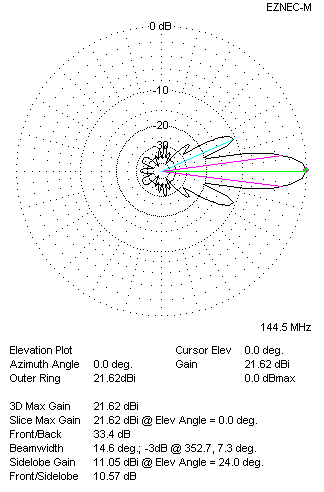 EZNEC-M
0 dB
-10
-20
-30
144.5 MHz
Elevation Plot Cursor Elev 0.0 deg.
Azimuth Angle 0.0 deg. Gain 21.62 dBi
Outer Ring 21.62dBi 0.0 dBmax
3D Max Gain 21.62 dBi
Slice Max Gain 21.62 dBi @ Elev Angle = 0.0 deg.
Front/Back 33.4 dB
Beamwidth 14.6 deg.; -3dB @ 352.7, 7.3 deg.
Sidelobe Gain 11.05 dBi @ Elev Angle = 24.0 deg.
Front/Sidelobe 10.57 dB